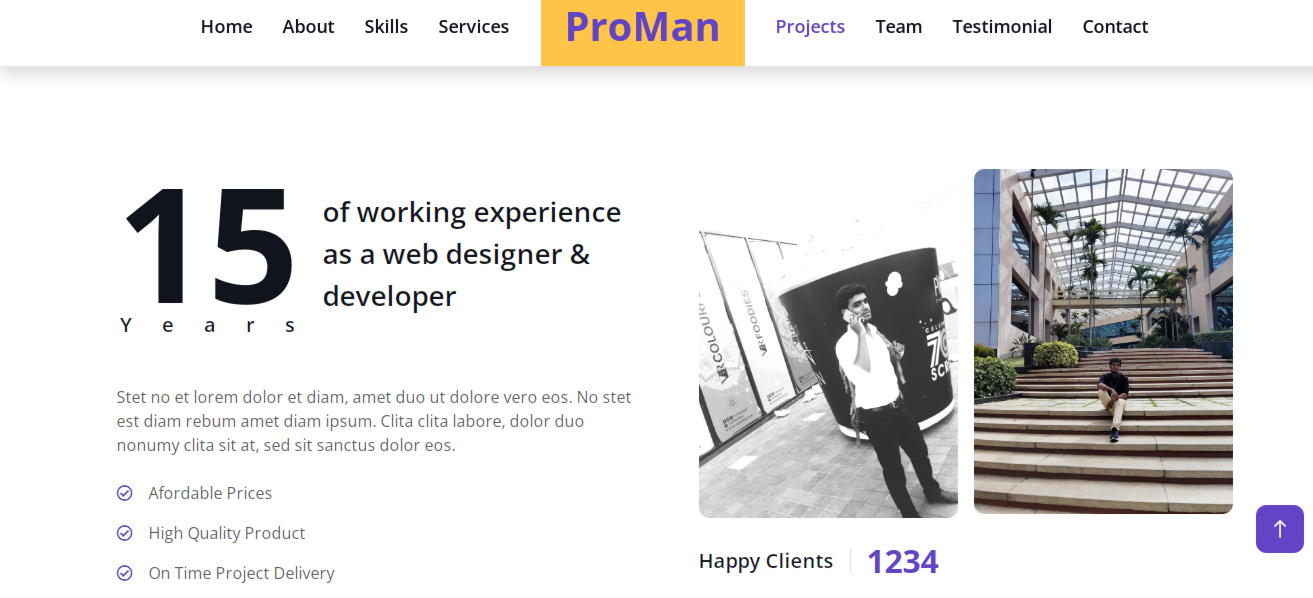 Home About Skills Services ProMan Projects Team Testimonial Contact
15
Years
of working experience
as a web designer &
developer
Stet no et lorem dolor et diam, amet duo ut dolore vero eos. No stet
est diam rebum amet diam ipsum. Clita clita labore, dolor duo
nonumy clita sit at, sed sit sanctus dolor eos.
Afordable Prices
High Quality Product
On Time Project Delivery
VRFOODIES
Happy Clients 1234